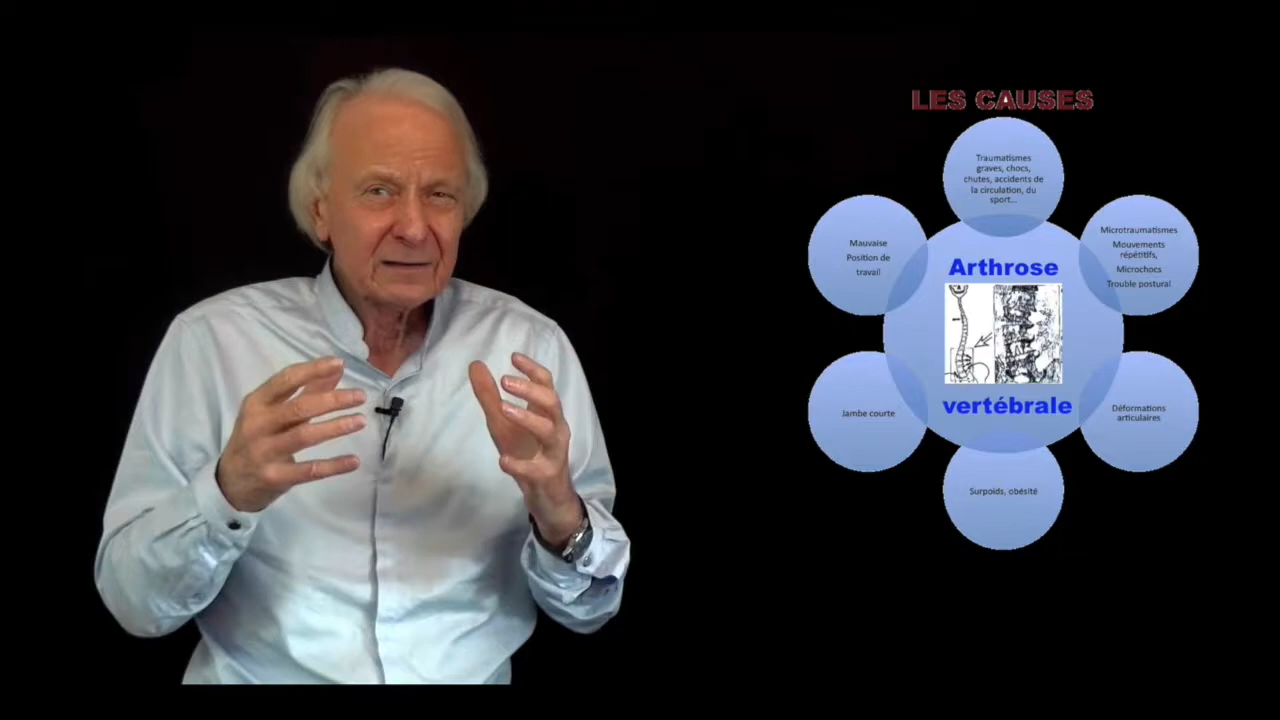 LES CAUSES
Traumatismes
graves, chocs,
chutes, accidents de
la circulation, du
sport...
Microtraumatismes
Mouvements
répétitifs,
Microchocs
Trouble postural
Déformations
articulaires
Surpoids, obésité
Jambe courte
Mauvaise
Position de
travail
Arthrose
vertébrale